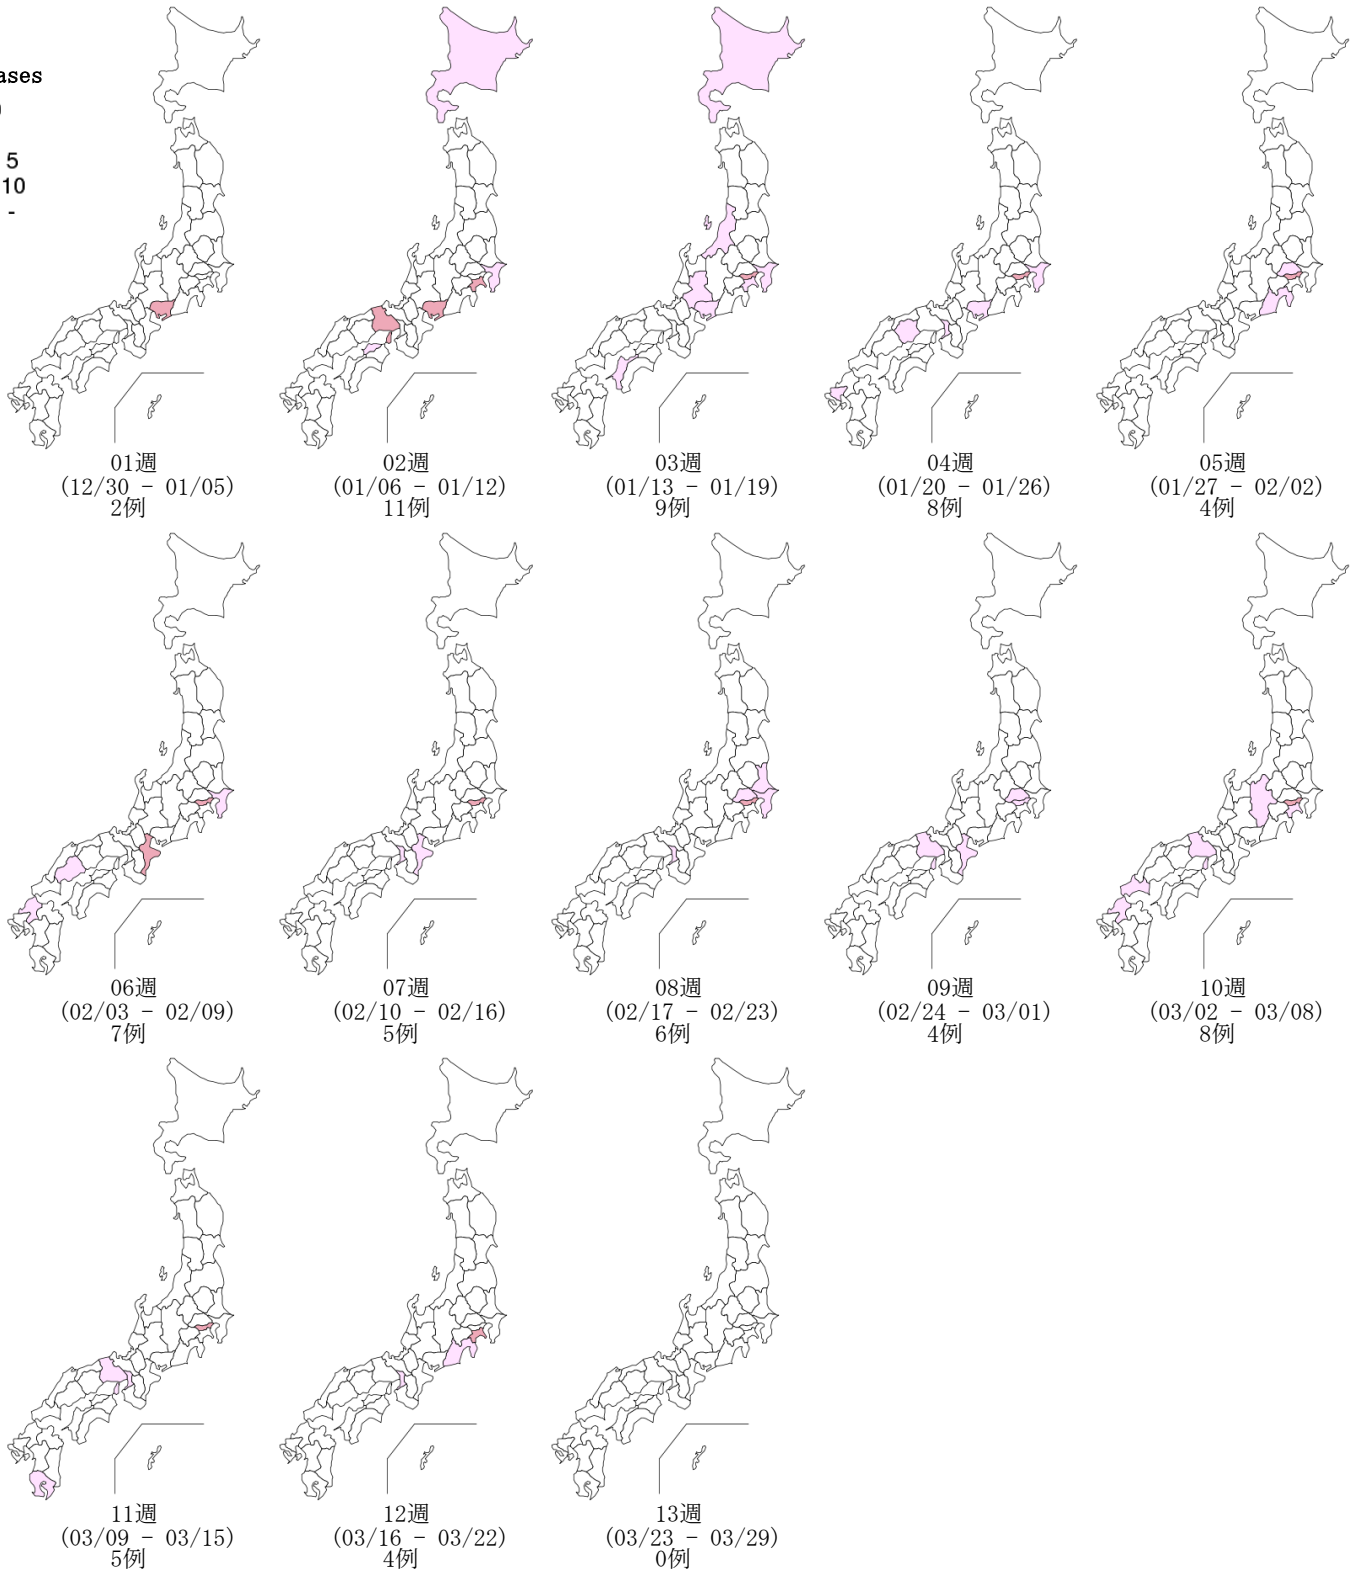 5
10
-
01週
(12/30 - 01/05)
2例
02週
(01/06 - 01/12)
11例
03週
(01/13 - 01/19)
9例
04週
(01/20 - 01/26)
8例
05週
(01/27 - 02/02)
4例
06週
(02/03 - 02/09)
7例
07週
(02/10 - 02/16)
5例
08週
(02/17 - 02/23)
6例
09週
(02/24 - 03/01)
4例
10週
(03/02 - 03/08)
8例
11週
(03/09 - 03/15)
5例
12週
(03/16 - 03/22)
4例
13週
(03/23 - 03/29)
0例